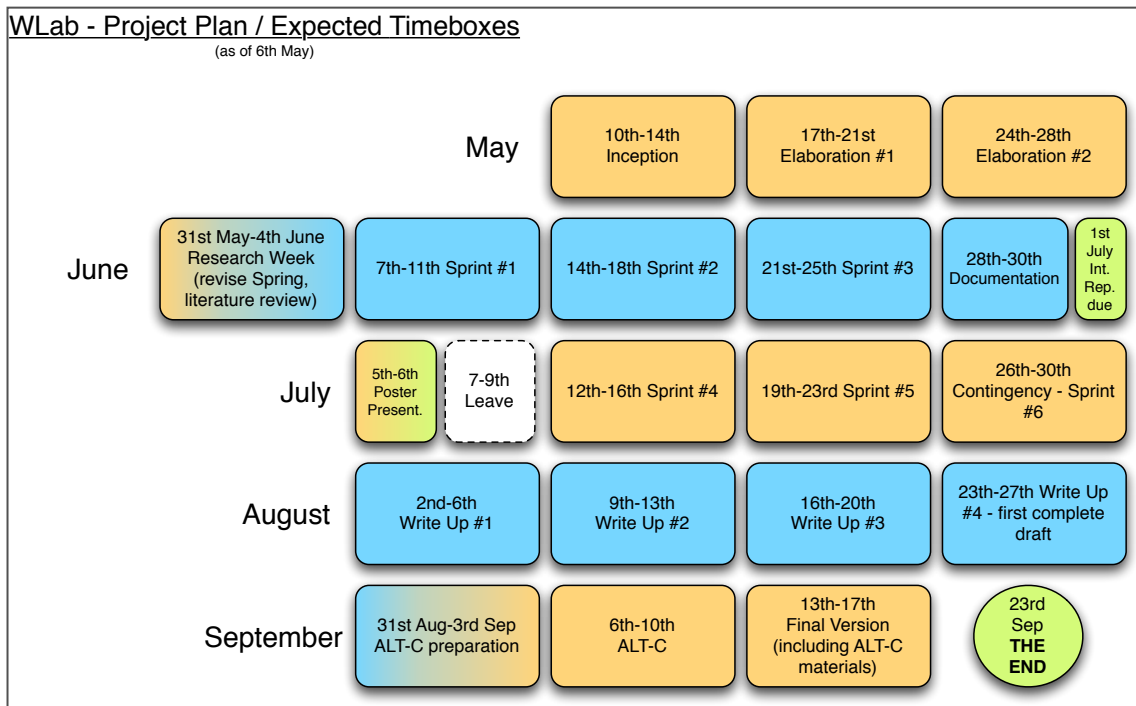 WLab - Project Plan / Expected Timeboxes
(as of 6th May)
May
10th-14th
Inception
17th-21st
Elaboration #1
24th-28th
Elaboration #2
June
31st May-4th June
Research Week
(revise Spring,
literature review)
7th-11th Sprint #1
14th-18th Sprint #2
21st-25th Sprint #3
28th-30th
Documentation
1st
July
Int.
Rep.
due
July
5th-6th
Poster
Present.
7-9th
Leave
12th-16th Sprint #4
19th-23rd Sprint #5
26th-30th
Contingency - Sprint
#6
August
2nd-6th
Write Up #1
9th-13th
Write Up #2
16th-20th
Write Up #3
23th-27th Write Up
#4 - first complete
draft
September
31st Aug-3rd Sep
ALT-C preparation
6th-10th
ALT-C
13th-17th
Final Version
(including ALT-C
materials)
23rd
Sep
THE
END